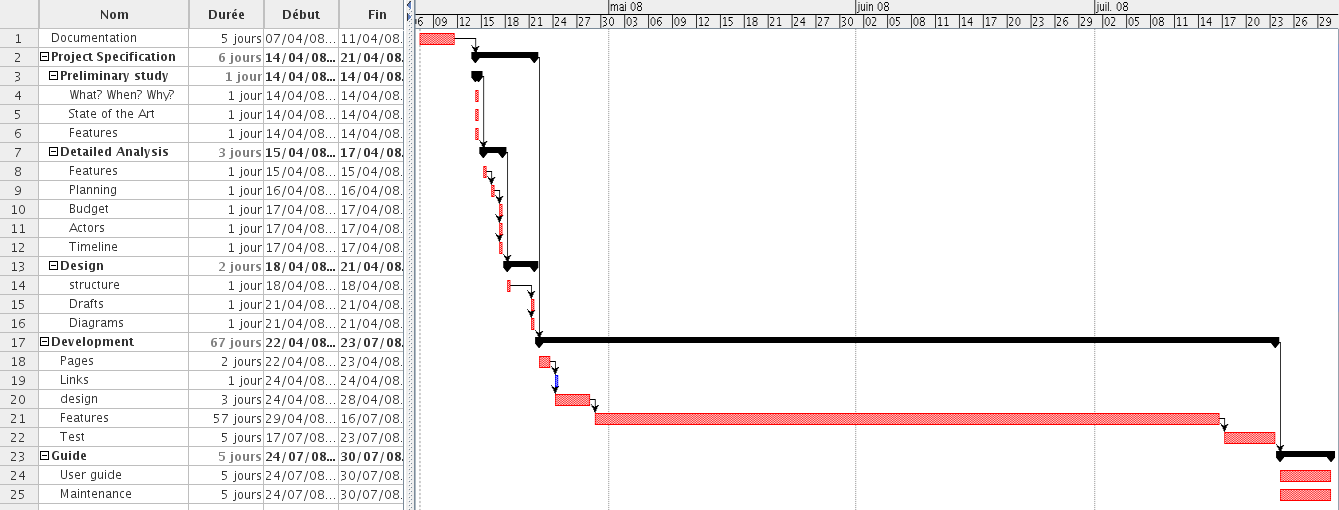 Nom Durée Début Fin
mai 08 juin 08 juil. 08
6 09 12 15 18 21 24 27 30 03 06 09 12 15 18 21 24 27 30 02 05 08 11 14 17 20 23 26 29 02 05 08 11 14 17 20 23 26 29
1 Documentation 5 jours 07/04/08... 11/04/08.
2 Project Specification 6 jours 14/04/08... 21/04/08.
3 Preliminary study 1 jour 14/04/08... 14/04/08.
4 What? When? Why? 1 jour 14/04/08... 14/04/08.
5 State of the Art 1 jour 14/04/08... 14/04/08.
6 Features 1 jour 14/04/08... 14/04/08.
7 Detailed Analysis 3 jours 15/04/08... 17/04/08.
8 Features 1 jour 15/04/08... 15/04/08.
9 Planning 1 jour 16/04/08... 16/04/08.
10 Budget 1 jour 17/04/08... 17/04/08.
11 Actors 1 jour 17/04/08... 17/04/08.
12 Timeline 1 jour 17/04/08... 17/04/08.
13 Design 2 jours 18/04/08... 21/04/08.
14 structure 1 jour 18/04/08... 18/04/08.
15 Drafts 1 jour 21/04/08... 21/04/08.
16 Diagrams 1 jour 21/04/08... 21/04/08.
17 Development 67 jours 22/04/08... 23/07/08.
18 Pages 2 jours 22/04/08... 23/04/08.
19 Links 1 jour 24/04/08... 24/04/08.
20 design 3 jours 24/04/08... 28/04/08.
21 Features 57 jours 29/04/08... 16/07/08.
22 Test 5 jours 17/07/08... 23/07/08.
23 Guide 5 jours 24/07/08... 30/07/08.
24 User guide 5 jours 24/07/08... 30/07/08.
25 Maintenance 5 jours 24/07/08... 30/07/08.